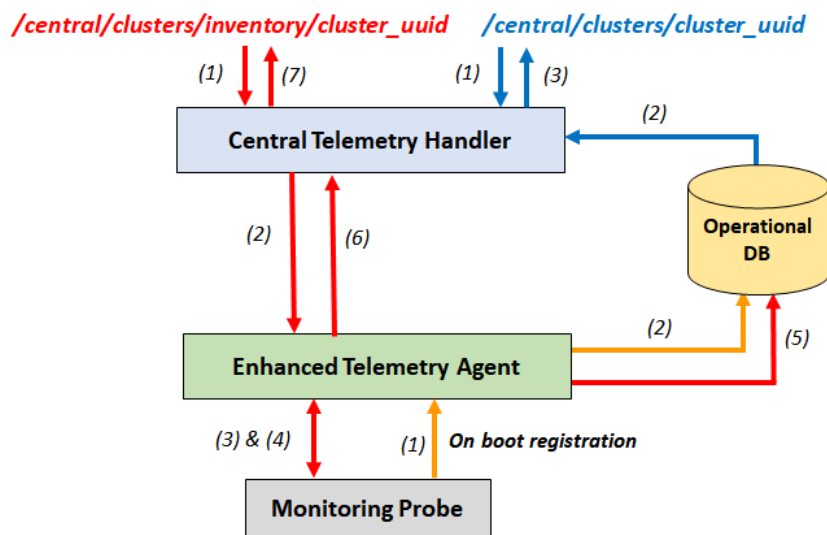 /central/clusters/inventory/cluster_uuid
/central/clusters/cluster_uuid
(1)
(7)
(1)
(3)
(2)
Central Telemetry Handler
Operational
DB
(2)
(6)
(2)
(5)
Enhanced Telemetry Agent
(3) & (4)
(1)
On boot registration
Monitoring Probe